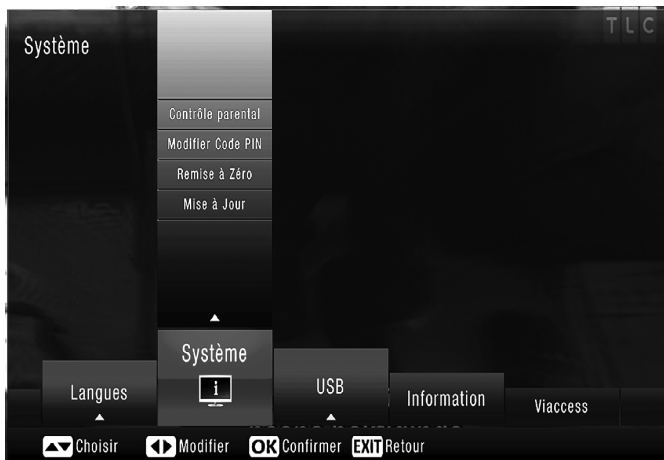 Système
TLC
Contrôle parental
Modifier Code PIN
Remise à Zéro
Mise à Jour
Système
Langues
USB
Information
Viaccess
Choisir
Modifier
OK Confirmer
EXIT Retour